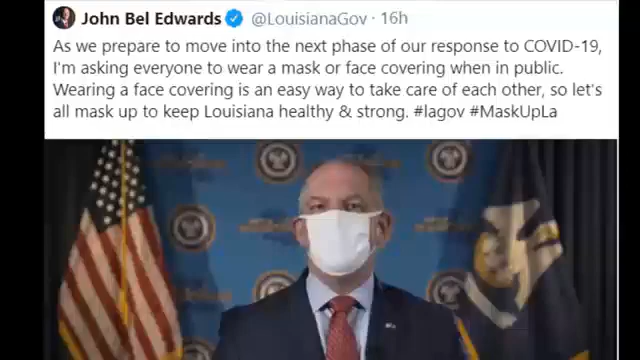 John Bel Edwards @LouisianaGov · 16h
As we prepare to move into the next phase of our response to COVID-19,
I'm asking everyone to wear a mask or face covering when in public.
Wearing a face covering is an easy way to take care of each other, so let's
all mask up to keep Louisiana healthy & strong. #lagov #MaskUpLa